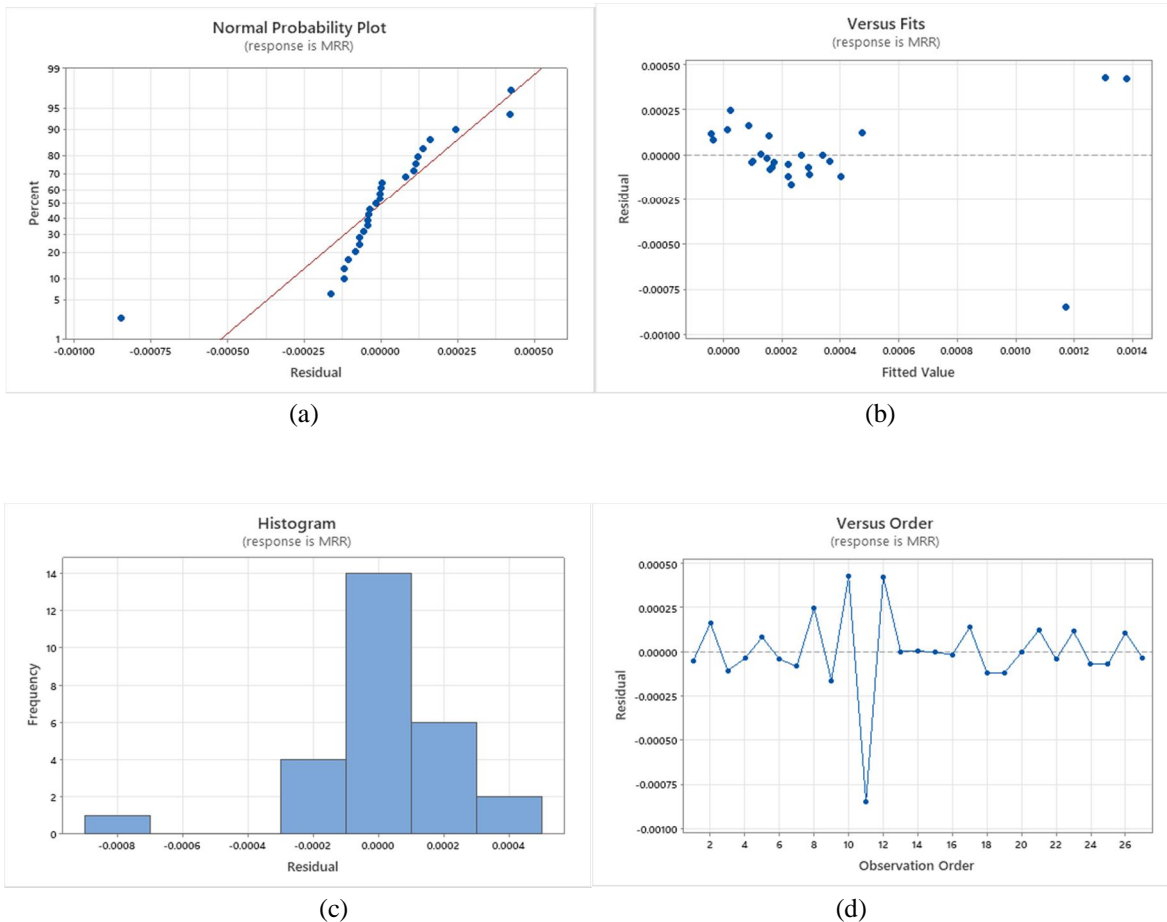 Normal Probability Plot
(response is MRR)
99
95
90
80
70
60
50
40
30
20
10
5
1
Percent
-0.00100 -0.00075 -0.00050 -0.00025 0.00000 0.00025 0.00050
Residual
(a)
Versus Fits
(response is MRR)
0.00050
0.00025
0.00000
-0.00025
-0.00050
-0.00075
-0.00100
Residual
0.0000 0.0002 0.0004 0.0006 0.0008 0.0010 0.0012 0.0014
Fitted Value
(b)
Histogram
(response is MRR)
14
12
10
8
6
4
2
0
Frequency
-0.0008 -0.0006 -0.0004 -0.0002 0.0000 0.0002 0.0004
Residual
(c)
Versus Order
(response is MRR)
0.00050
0.00025
0.00000
-0.00025
-0.00050
-0.00075
-0.00100
Residual
2 4 6 8 10 12 14 16 18 20 22 24 26
Observation Order
(d)